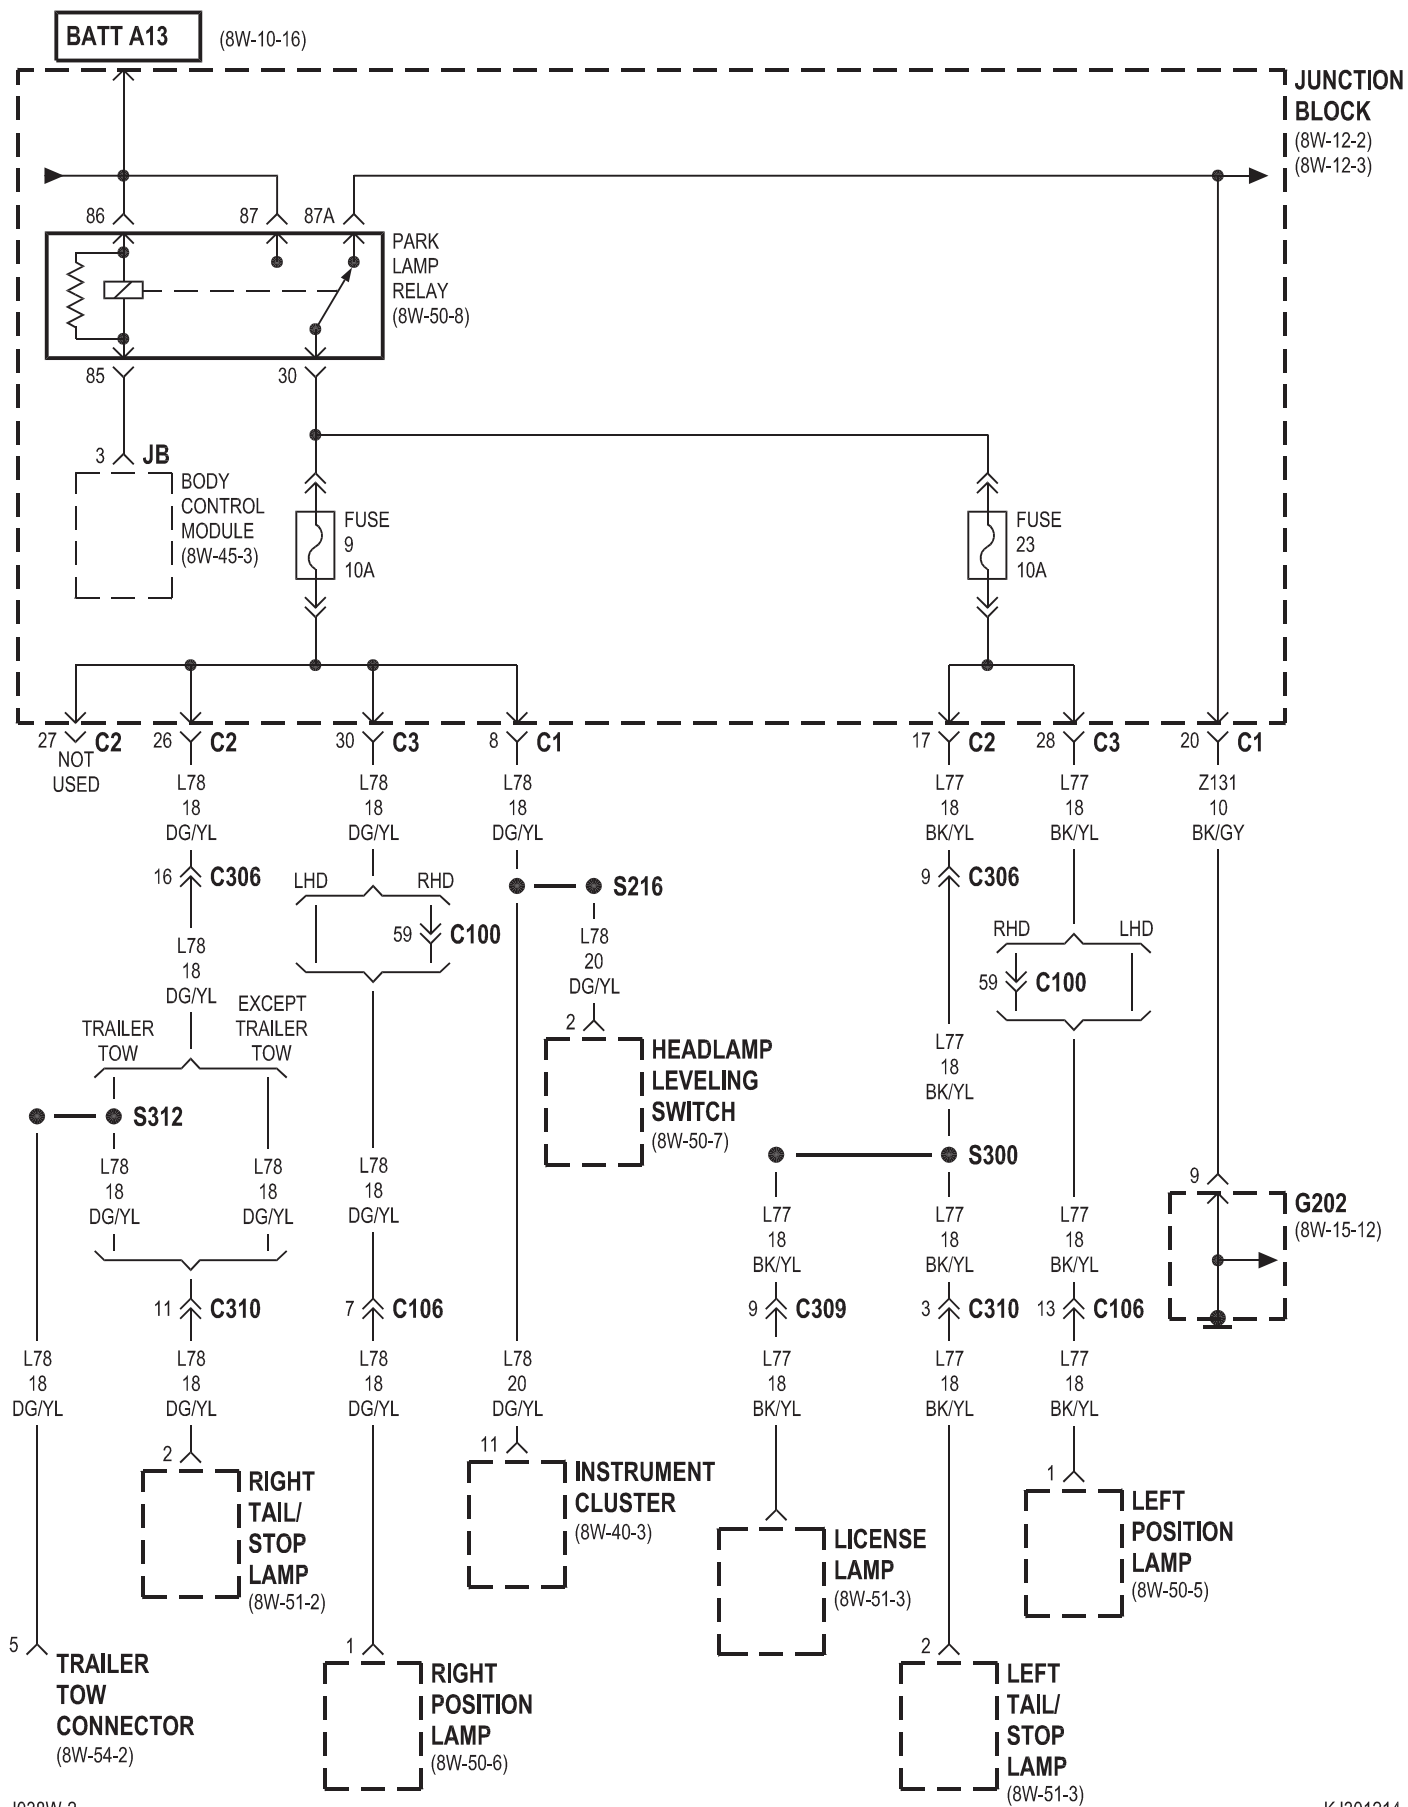 BATT A13 (8W-10-16)
JUNCTION
BLOCK
(8W-12-2)
(8W-12-3)
86 87 87A
PARK
LAMP
RELAY
(8W-50-8)
85 30
3 JB
BODY
CONTROL
MODULE
(8W-45-3)
FUSE
9
10A
FUSE
23
10A
27 C2 26 C2 30 C3 8 C1 17 C2 28 C3 20 C1
NOT
USED
L78
18
DG/YL
L78
18
DG/YL
L78
18
DG/YL
L77
18
BK/YL
L77
18
BK/YL
Z131
10
BK/GY
16 C306
LHD RHD
59 C100
S216
9 C306
RHD LHD
59 C100
L78
18
DG/YL
L78
20
DG/YL
2
HEADLAMP
LEVELING
SWITCH
(8W-50-7)
TRAILER
TOW
EXCEPT
TRAILER
TOW
S312
L77
18
BK/YL
S300
L78
18
DG/YL
L78
18
DG/YL
L78
18
DG/YL
L77
18
BK/YL
L77
18
BK/YL
L77
18
BK/YL
9
G202
(8W-15-12)
11 C310 7 C106 9 C309 3 C310 13 C106
L78
18
DG/YL
L78
18
DG/YL
L78
18
DG/YL
L78
20
DG/YL
L77
18
BK/YL
L77
18
BK/YL
L77
18
BK/YL
2
RIGHT
TAIL/
STOP
LAMP
(8W-51-2)
11
INSTRUMENT
CLUSTER
(8W-40-3)
LICENSE
LAMP
(8W-51-3)
1
LEFT
POSITION
LAMP
(8W-50-5)
5
TRAILER
TOW
CONNECTOR
(8W-54-2)
1
RIGHT
POSITION
LAMP
(8W-50-6)
2
LEFT
TAIL/
STOP
LAMP
(8W-51-3)